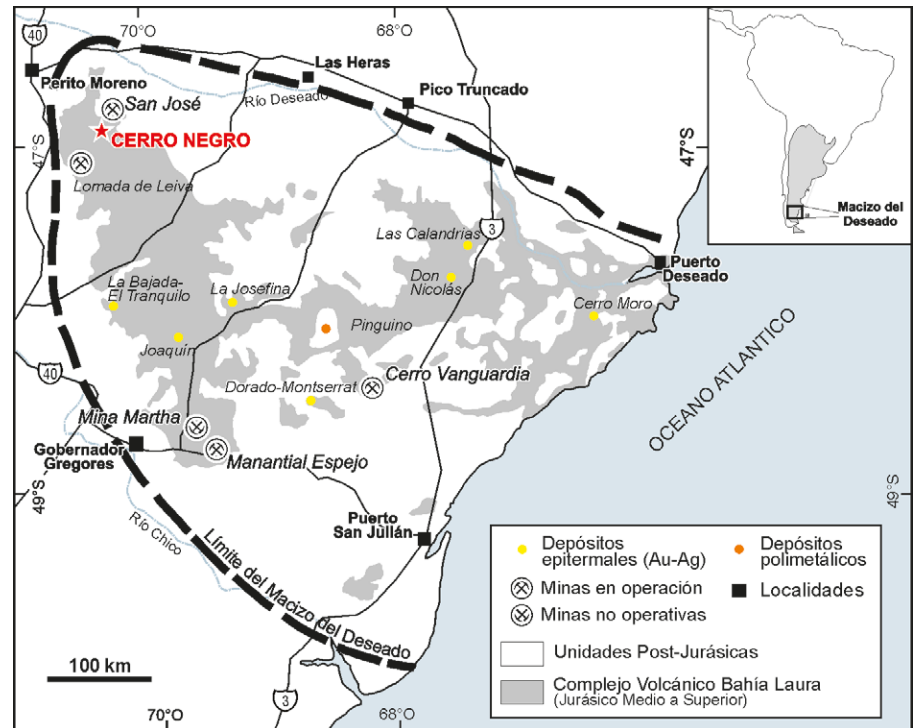 70°O
68°O
40
Las Heras
Perito Moreno
San José
Río Deseado
Pico Truncado
CERRO NEGRO
47°S
47°S
Lomada de Leiva
Macizo del
Deseado
3
Las Calandrias
Puerto
Deseado
La Bajada-
El Tranquilo
La Josefina
Don
Nicolás
Cerro Moro
Pinguino
Joaquín
40
Dorado-Montserrat
Cerro Vanguardia
OCEANO ATLANTICO
Mina Martha
Gobernador
Gregores
Manantial Espejo
49°S
49°S
Río Chico
Puerto
San Jullán
Límite del Macizo del Deseado
Depósitos
epitermales (Au-Ag)
Depósitos
polimetálicos
Minas en operación
Localidades
Minas no operativas
Unidades Post-Jurásicas
Complejo Volcánico Bahía Laura
(Jurásico Medio a Superior)
100 km
3
70°O
68°O